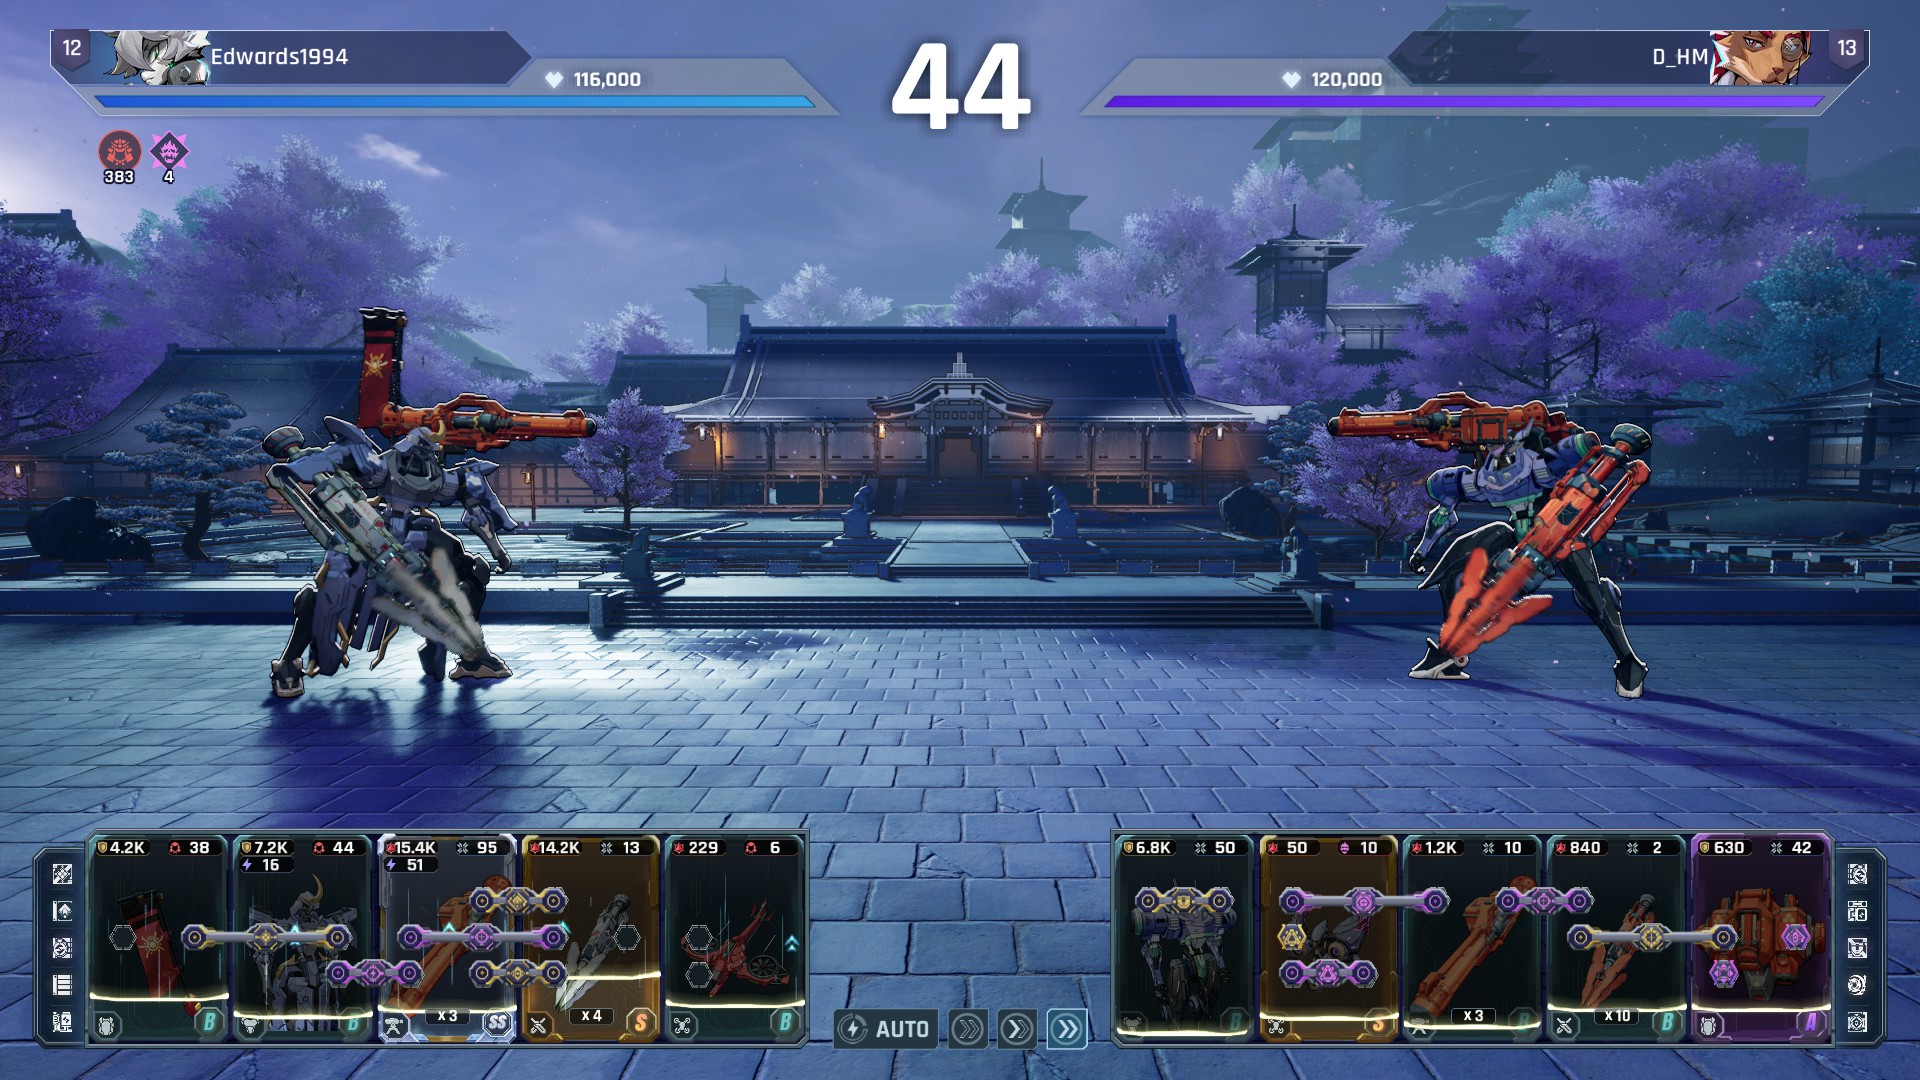 12
Edwards1994
116,000
44
120,000
D_HM
13
383
4
4.2K 38
7.2K 44
16
15.4K 95
51
14.2K 13
229 6
6.8K 50
50 10
1.2K 10
840 2
630 42
B
B
x3
SS
x4
S
B
AUTO
B
S
x3
B
x10
B
A